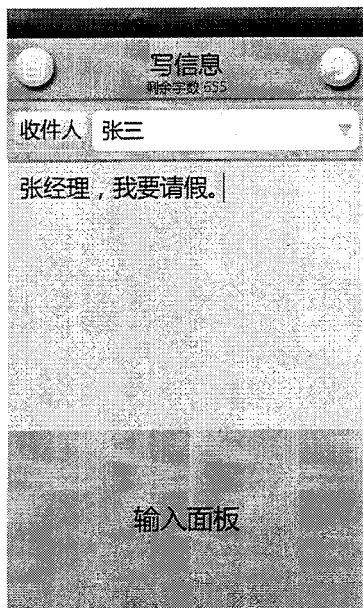 写信息
剩余字数 655
收件人 张三
张经理，我要请假。
输入面板